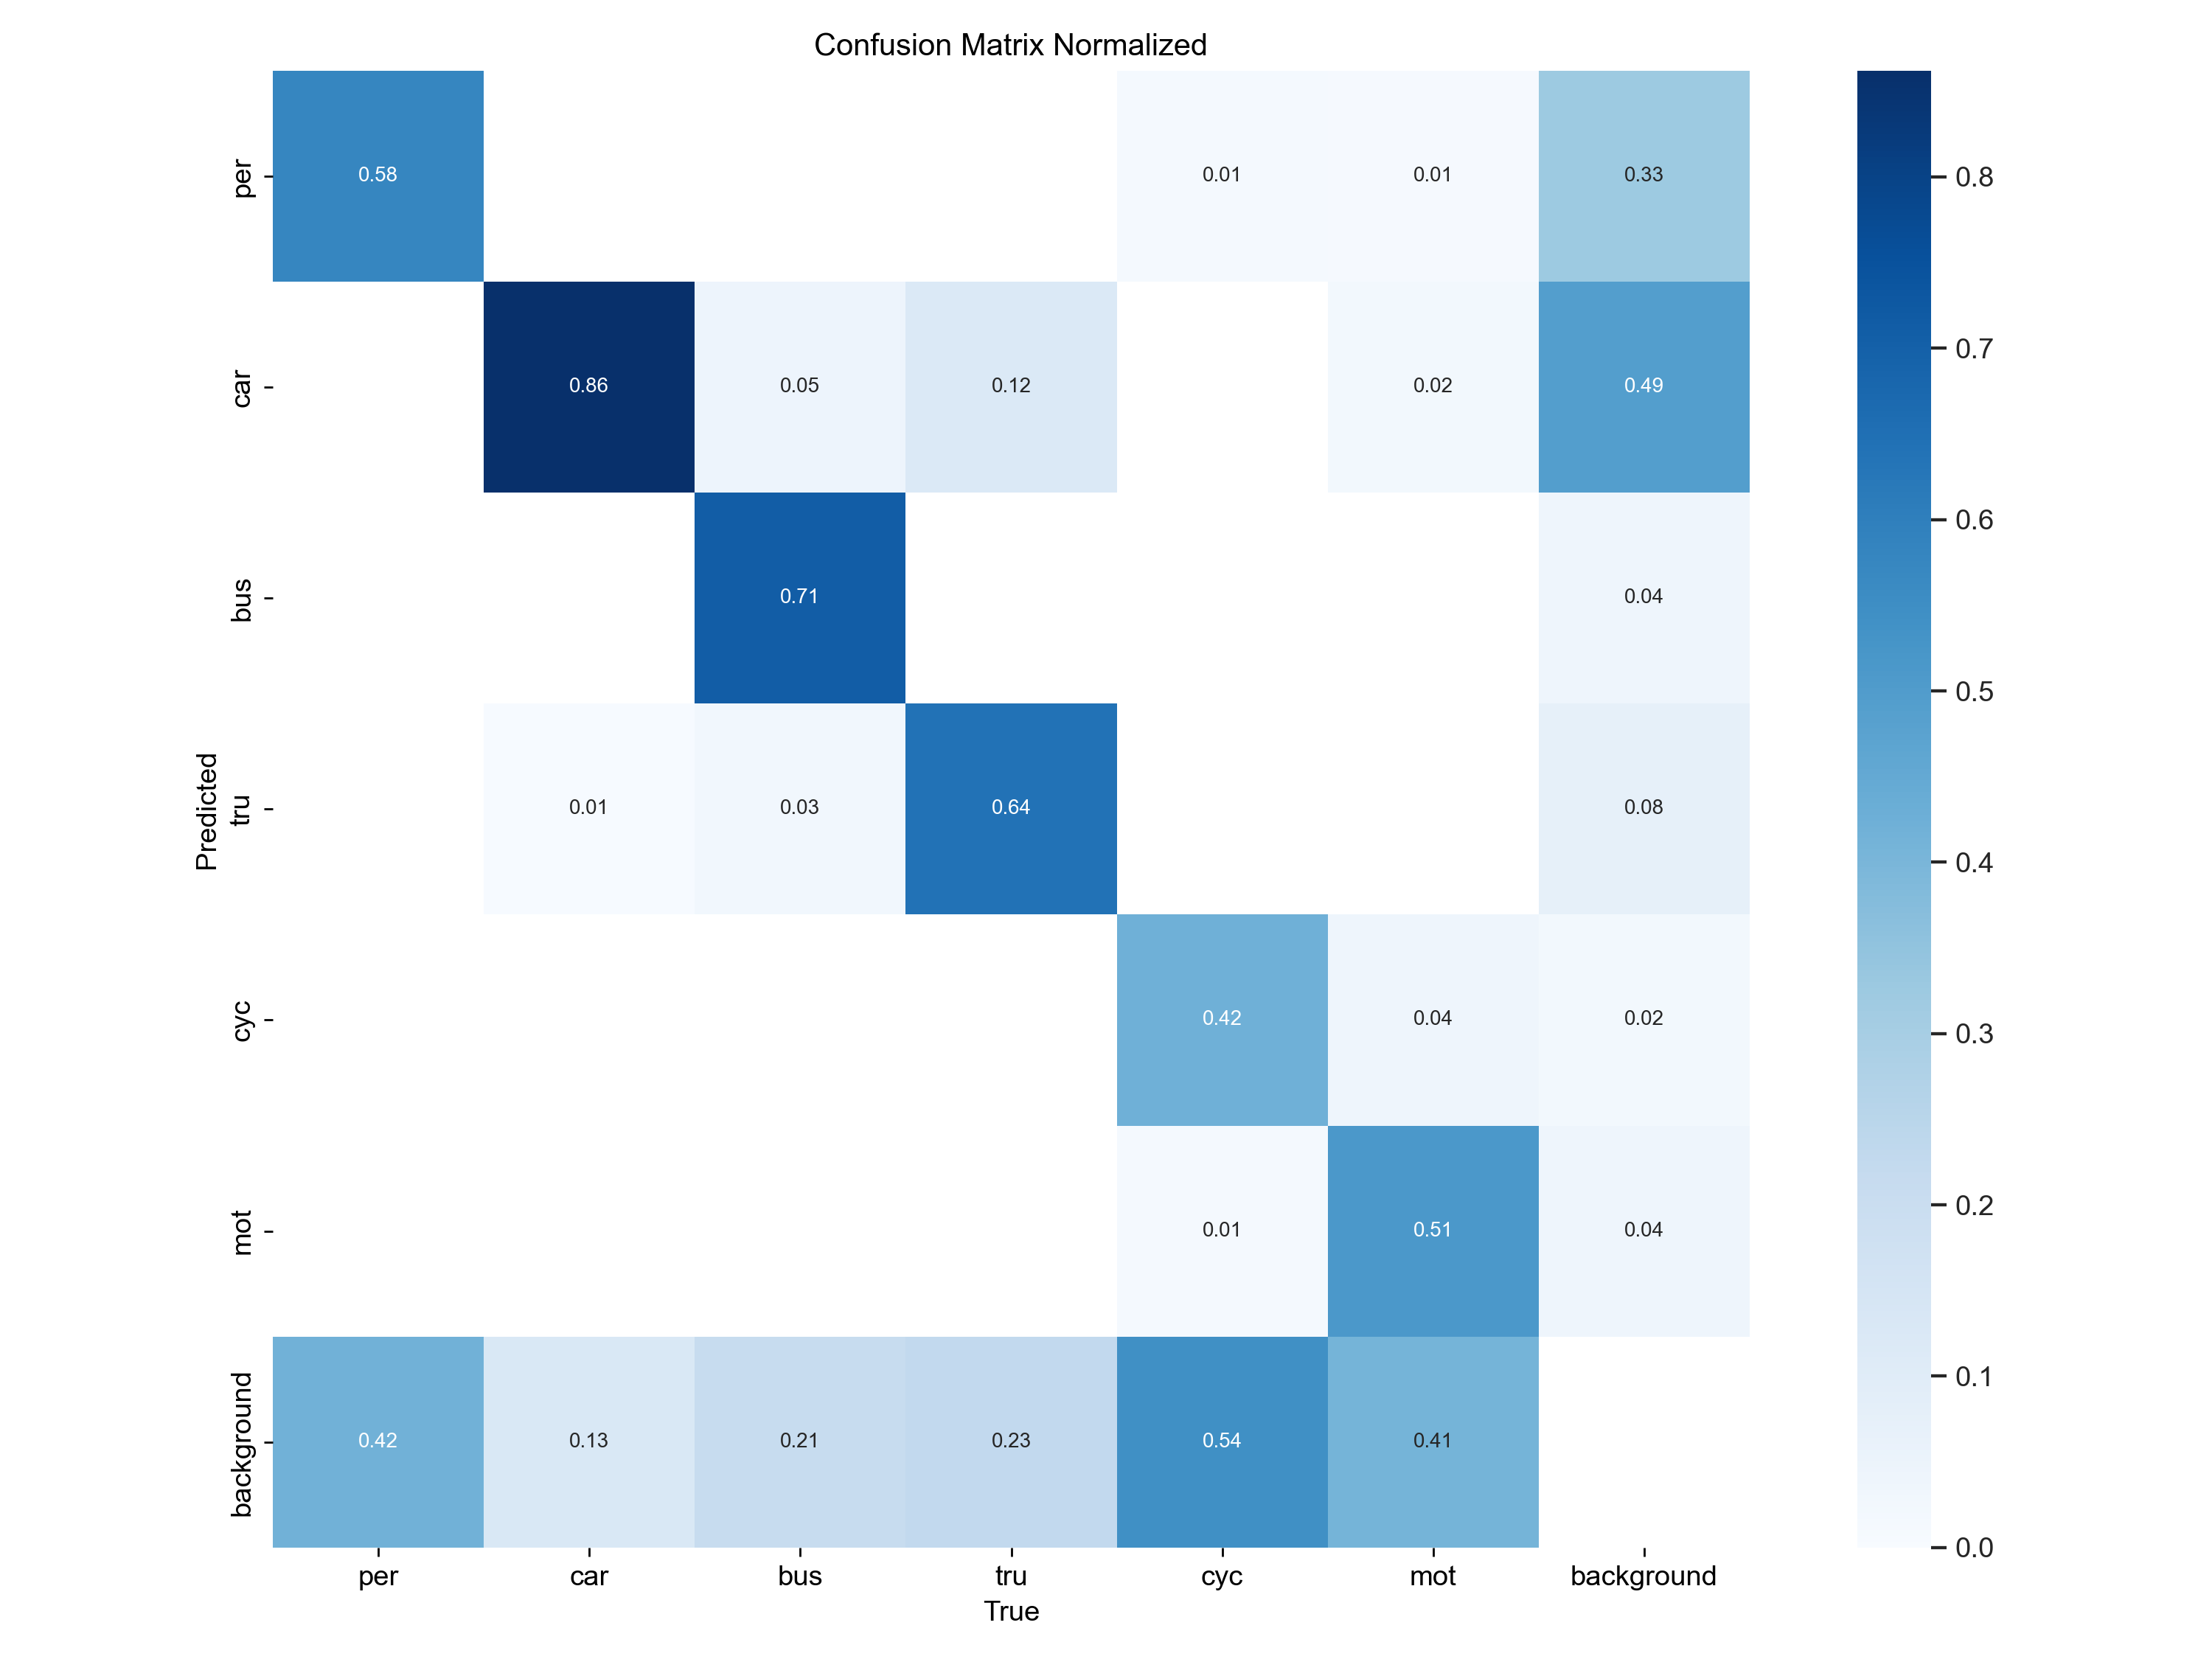 Confusion Matrix Normalized
per
0.58
0.01
0.01
0.33
car
0.86
0.05
0.12
0.02
0.49
bus
0.71
0.04
Predicted
tru
0.01
0.03
0.64
0.08
cyc
0.42
0.04
0.02
mot
0.01
0.51
0.04
background
0.42
0.13
0.21
0.23
0.54
0.41
per
car
bus
tru
cyc
mot
background
True
0.8
0.7
0.6
0.5
0.4
0.3
0.2
0.1
0.0